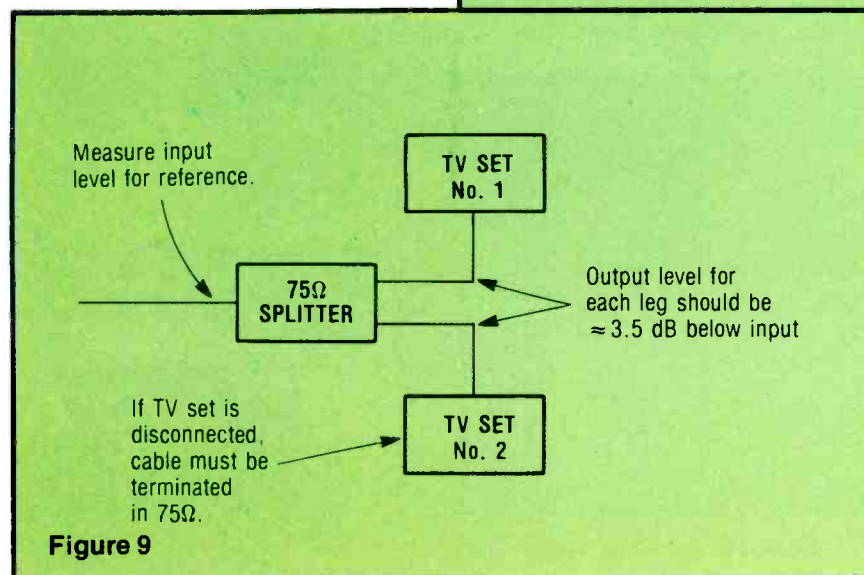 Measure input
level for reference.
TV SET
No. 1
75Ω
SPLITTER
Output level for
each leg should be
≈ 3.5 dB below input
If TV set is
disconnected,
cable must be
terminated
in 75Ω.
TV SET
No. 2
Figure 9